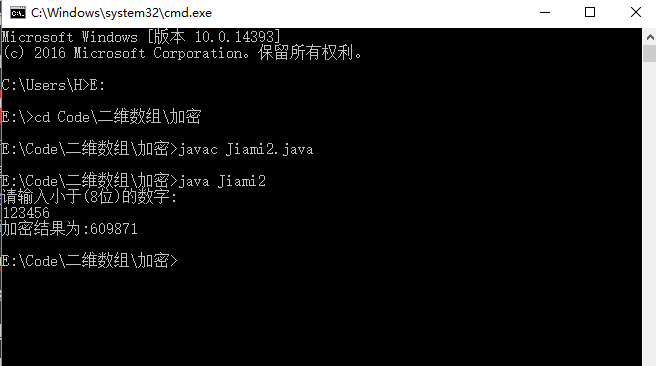 C:\Windows\system32\cmd.exe
Microsoft Windows [版本 10.0.14393]
(c) 2016 Microsoft Corporation。保留所有权利。
C:\Users\H>E:
E:\>cd Code\二维数组\加密
E:\Code\二维数组\加密>javac Jiami2.java
E:\Code\二维数组\加密>java Jiami2
请输入小于(8位)的数字:
123456
加密结果为:609871
E:\Code\二维数组\加密>